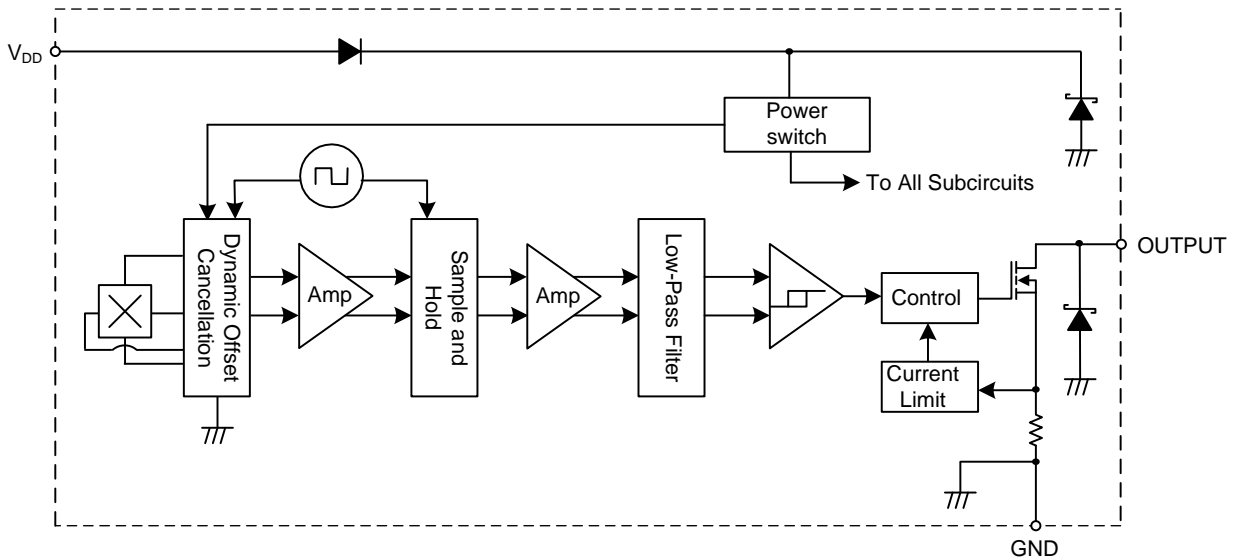 VDD
Power
switch
To All Subcircuits
Dynamic Offset
Cancellation
Amp
Sample and
Hold
Amp
Low-Pass Filter
Control
Current
Limit
OUTPUT
GND